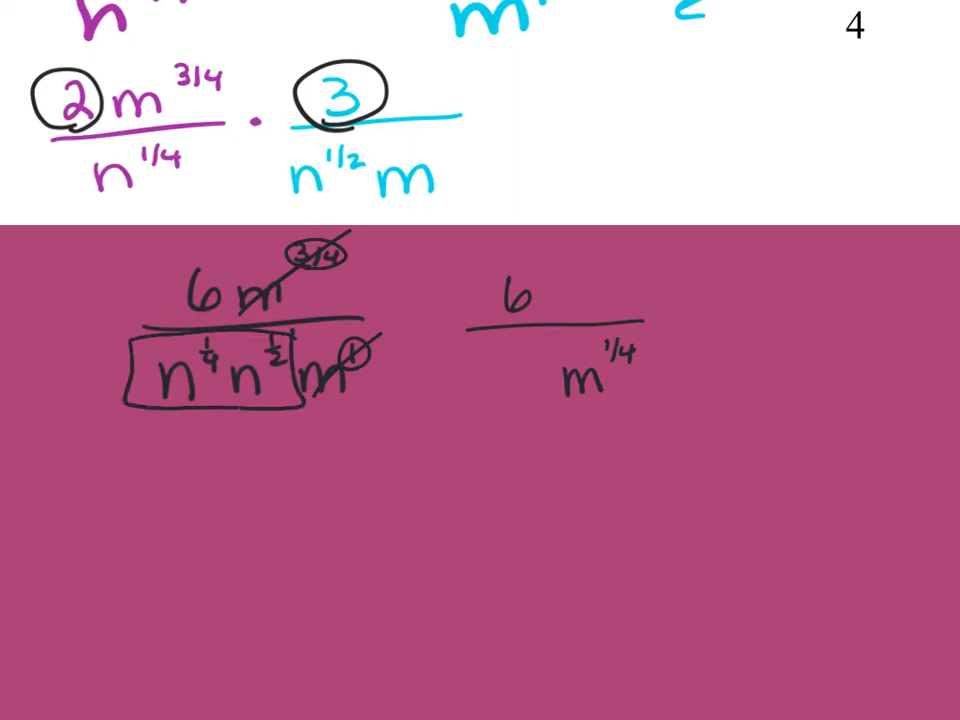 4
2m^{3/4} / n^{1/4} · 3 / n^{1/2} m
6m^{3/4} / n^{1/4} n^{1/2} m^{1}   6 / m^{1/4}